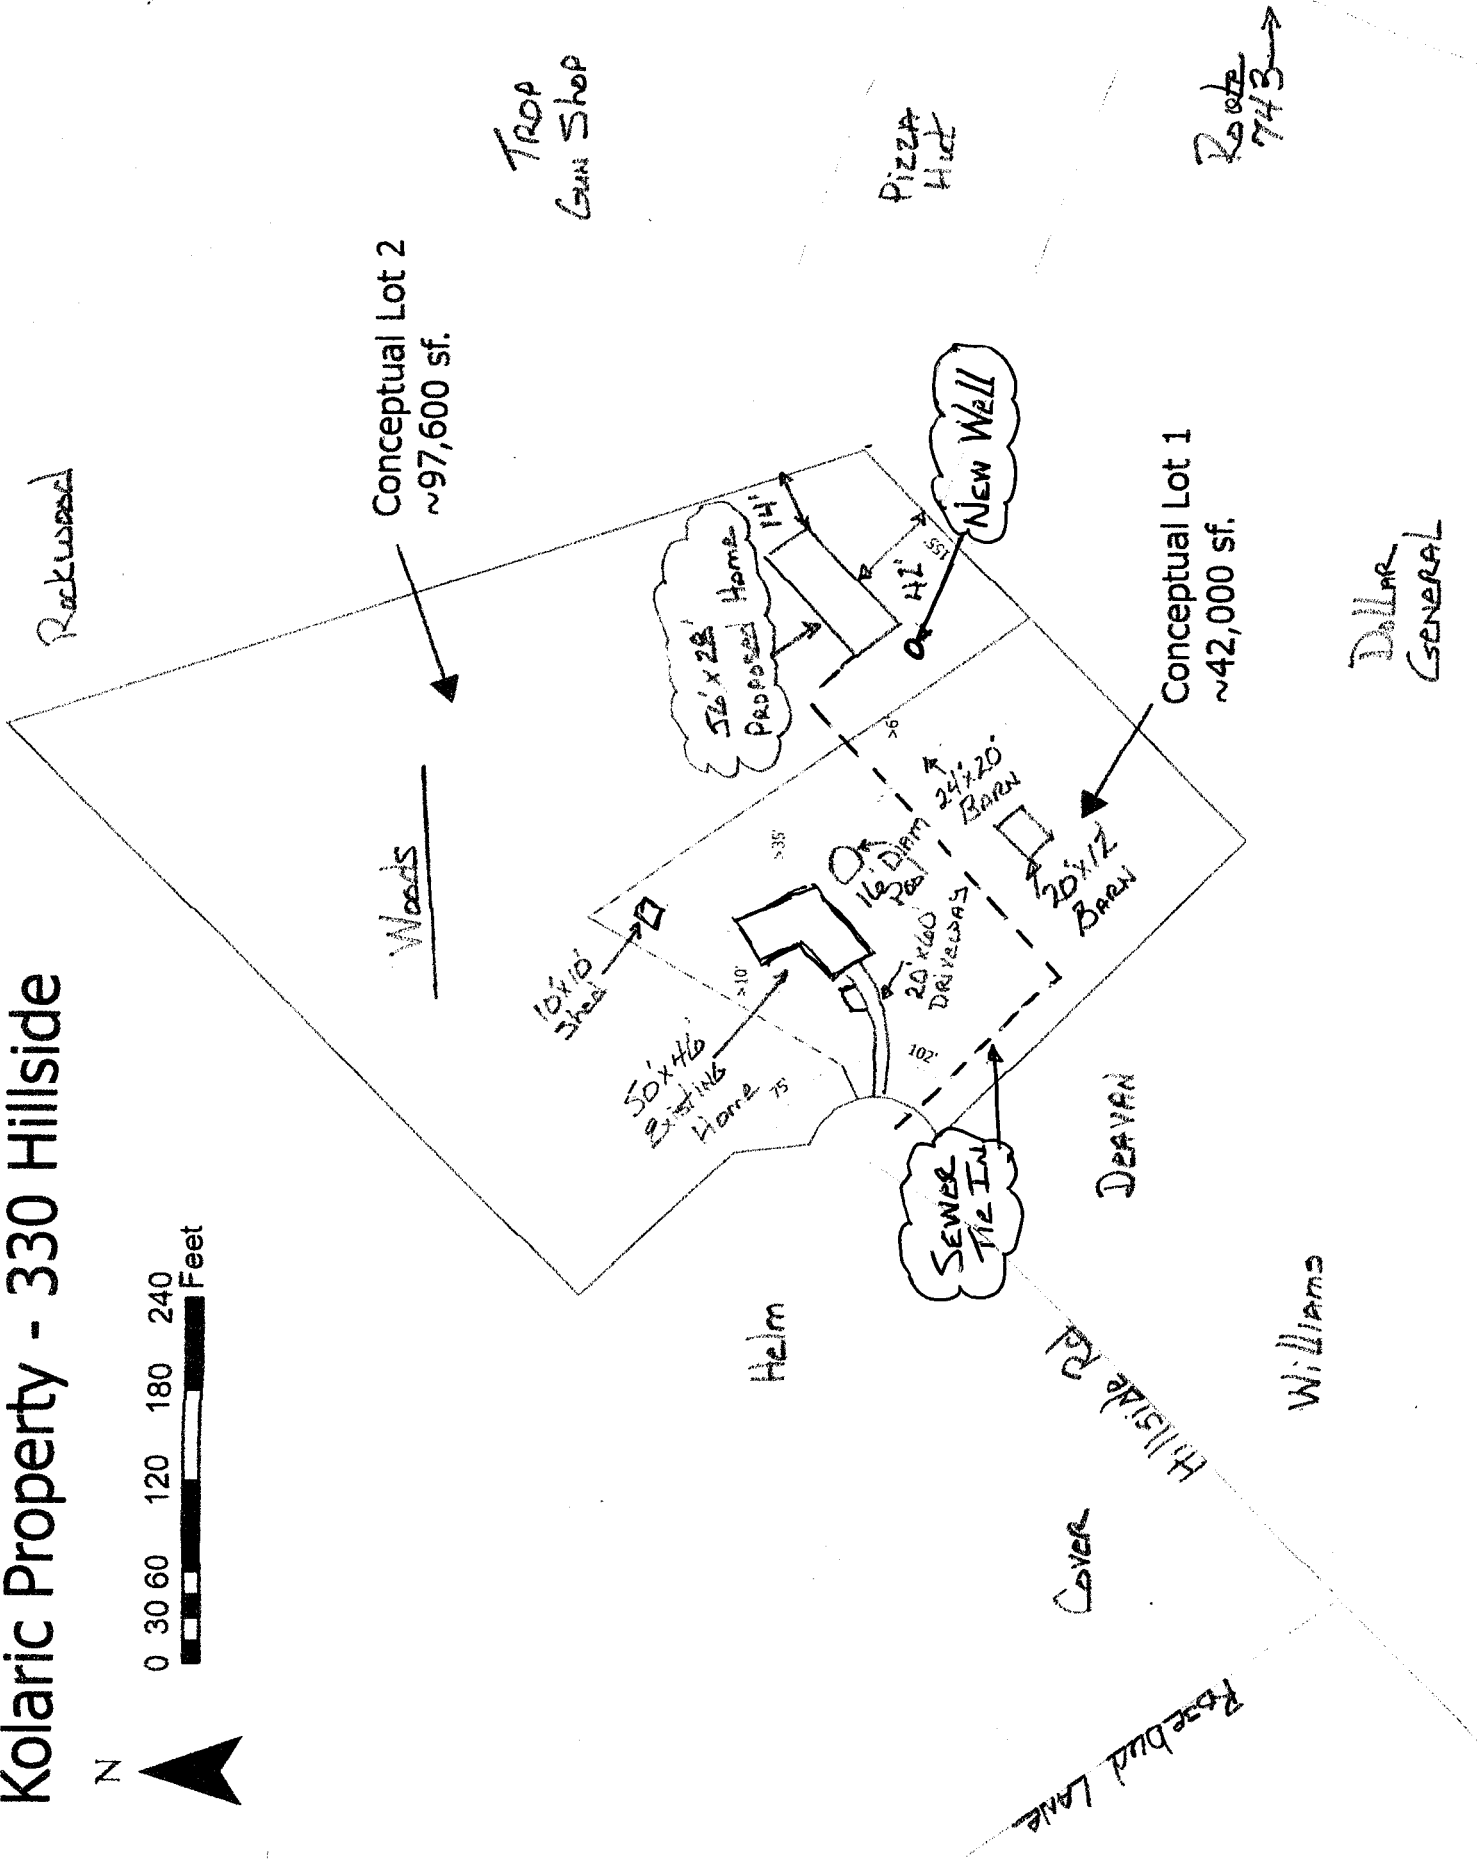 Kolaric Property - 330 Hillside
N
0 30 60 120 180 240
Feet
Rockwood
Conceptual Lot 2
~97,600 sf.
Woods
TROP
GUN Shop
10'x10'
Shed
56' x 28'
PROPOSED Home
14'
42'
155'
50'x46'
Existing
Home
75'
>10'
>35'
>6'
102'
16' DIAM
Pool
20'x60
DRIVEWAY
24'x20'
BARN
20'x12
BARN
NEW Well
Pizza
Hut
Route
743
Conceptual Lot 1
~42,000 sf.
SEWER
TIE IN
Helm
DEAVAN
Dollar
GENERAL
Hillside Rd
Williams
Cover
Rosebud Lane